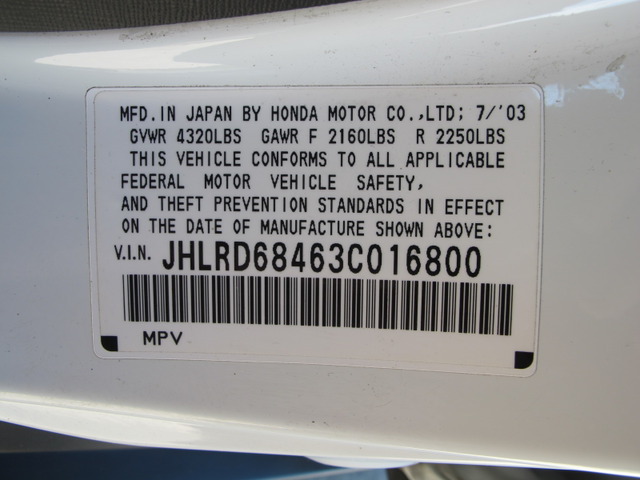 MFD. IN JAPAN BY HONDA MOTOR CO.,LTD; 7/'03
GVWR 4320LBS GAWR F 2160LBS R 2250LBS
THIS VEHICLE CONFORMS TO ALL APPLICABLE
FEDERAL MOTOR VEHICLE SAFETY,
AND THEFT PREVENTION STANDARDS IN EFFECT
ON THE DATE OF MANUFACTURE SHOWN ABOVE:
V.I.N. JHLRD68463C016800
MPV